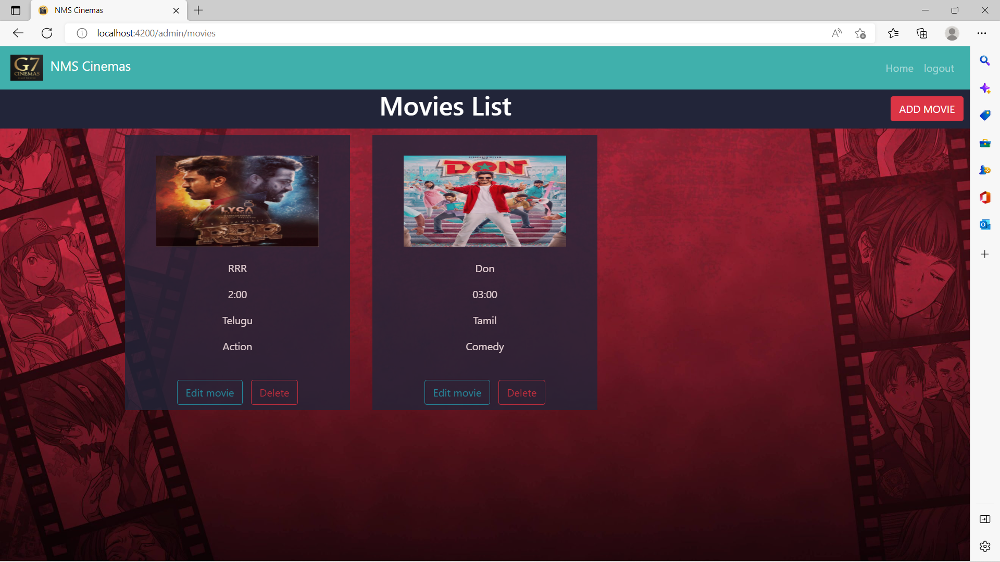 NMS Cinemas
localhost:4200/admin/movies
G7
CINEMAS
NMS Cinemas
Home logout
Movies List
ADD MOVIE
LYCA
RRR
DON
RRR
2:00
Telugu
Action
Edit movie Delete
Don
03:00
Tamil
Comedy
Edit movie Delete